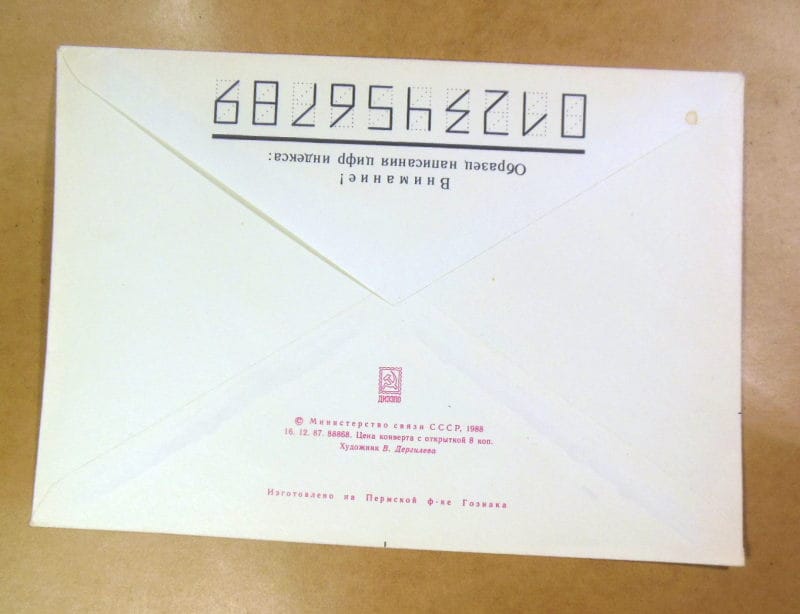 Внимание!
Образец написания цифр индекса:
0123456789
ДИЭЗПО
© Министерство связи СССР, 1988
16. 12. 87. 88868. Цена конверта с открыткой 8 коп.
Художник В. Дергилева
Изготовлено на Пермской ф-ке Гознака